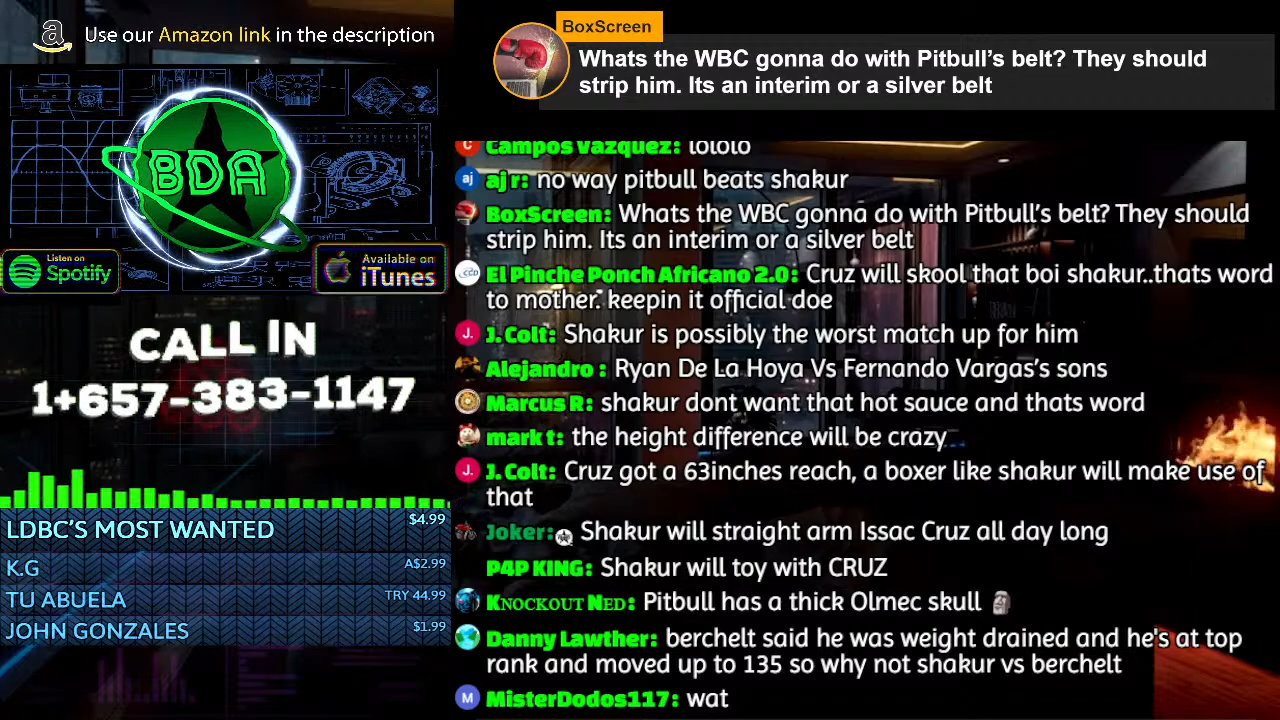 a Use our Amazon link in the description
BDA
Listen on
Spotify
Available on
iTunes
CALL IN
1+657-383-1147
LDBC'S MOST WANTED $4.99
K.G A$2.99
TU ABUELA TRY 44.99
JOHN GONZALES $1.99
BoxScreen
Whats the WBC gonna do with Pitbull's belt? They should
strip him. Its an interim or a silver belt
C Campos Vazquez: lololo
aj aj r: no way pitbull beats shakur
BoxScreen: Whats the WBC gonna do with Pitbull's belt? They should
strip him. Its an interim or a silver belt
El Pinche Ponch Africano 2.0: Cruz will skool that boi shakur..thats word
to mother. keepin it official doe
J. J. Colt: Shakur is possibly the worst match up for him
Alejandro : Ryan De La Hoya Vs Fernando Vargas's sons
Marcus R: shakur dont want that hot sauce and thats word
mark t: the height difference will be crazy
J. J. Colt: Cruz got a 63inches reach, a boxer like shakur will make use of
that
Joker: Shakur will straight arm Issac Cruz all day long
P4P KING: Shakur will toy with CRUZ
Knockout Ned: Pitbull has a thick Olmec skull 🗿
Danny Lawther: berchelt said he was weight drained and he's at top
rank and moved up to 135 so why not shakur vs berchelt
M MisterDodos117: wat